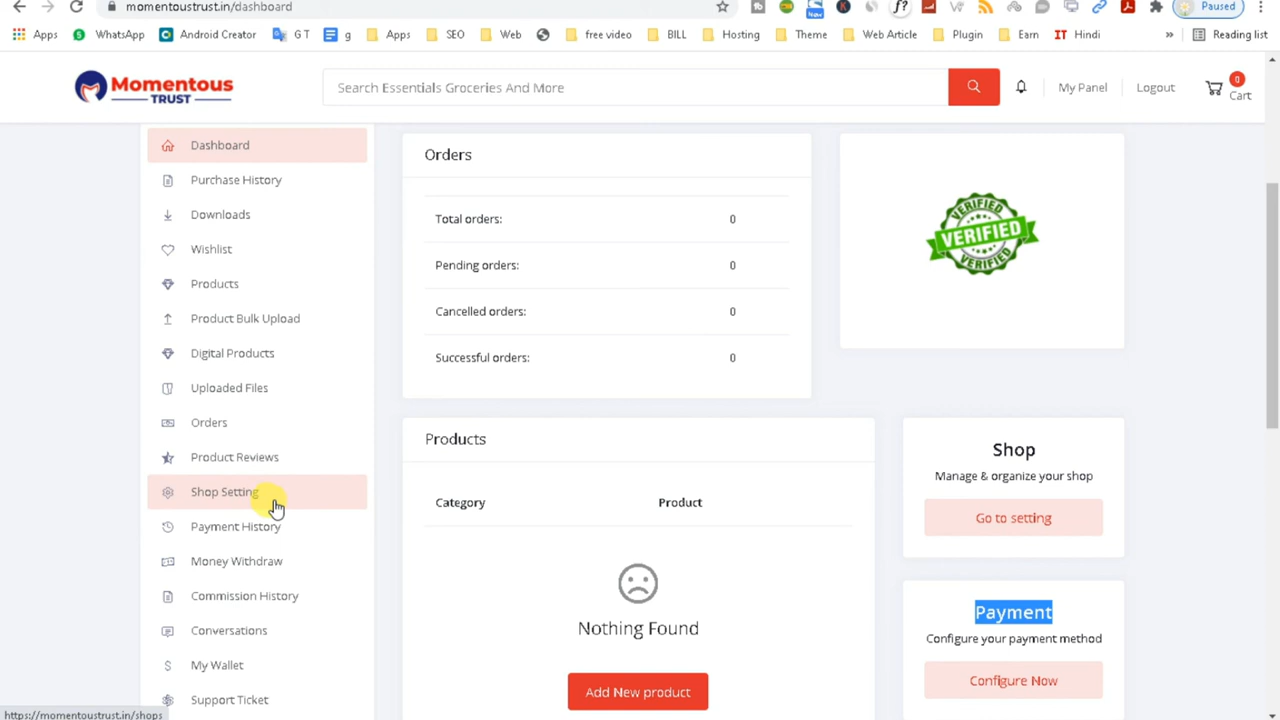 momentoustrust.in/dashboard
Paused
Apps
WhatsApp
Android Creator
G T
g
Apps
SEO
Web
free video
BILL
Hosting
Theme
Web Article
Plugin
Earn
IT Hindi
»
Reading list
Momentous
TRUST
Search Essentials Groceries And More
My Panel
Logout
0
Cart
Dashboard
Purchase History
Downloads
Wishlist
Products
Product Bulk Upload
Digital Products
Uploaded Files
Orders
Product Reviews
Shop Setting
Payment History
Money Withdraw
Commission History
Conversations
My Wallet
Support Ticket
Orders
Total orders: 0
Pending orders: 0
Cancelled orders: 0
Successful orders: 0
VERIFIED
VERIFIED
VERIFIED
Products
Category Product
Nothing Found
Add New product
Shop
Manage & organize your shop
Go to setting
Payment
Configure your payment method
Configure Now
https://momentoustrust.in/shops